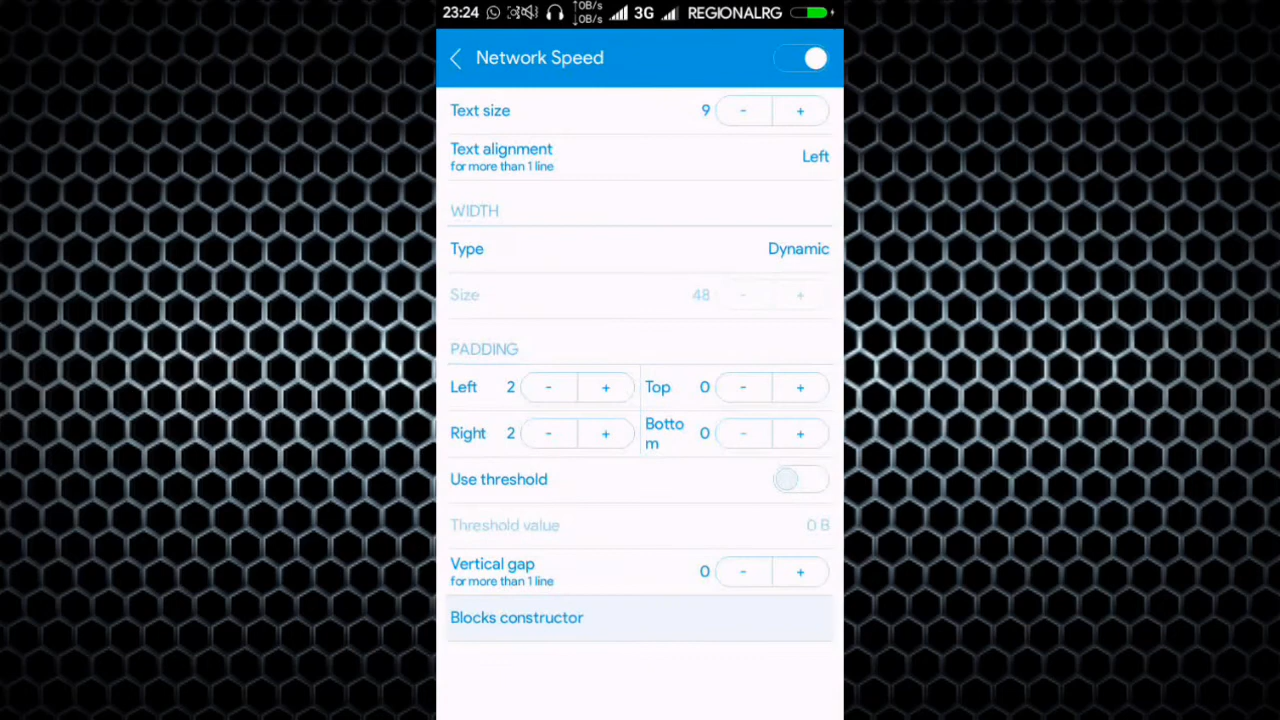 23:24 0B/s 0B/s 3G REGIONALRG
Network Speed
Text size 9 - +
Text alignment
for more than 1 line
Left
WIDTH
Type Dynamic
Size 48 - +
PADDING
Left 2 - + Top 0 - +
Right 2 - + Botto
m 0 - +
Use threshold
Threshold value 0 B
Vertical gap
for more than 1 line
0 - +
Blocks constructor